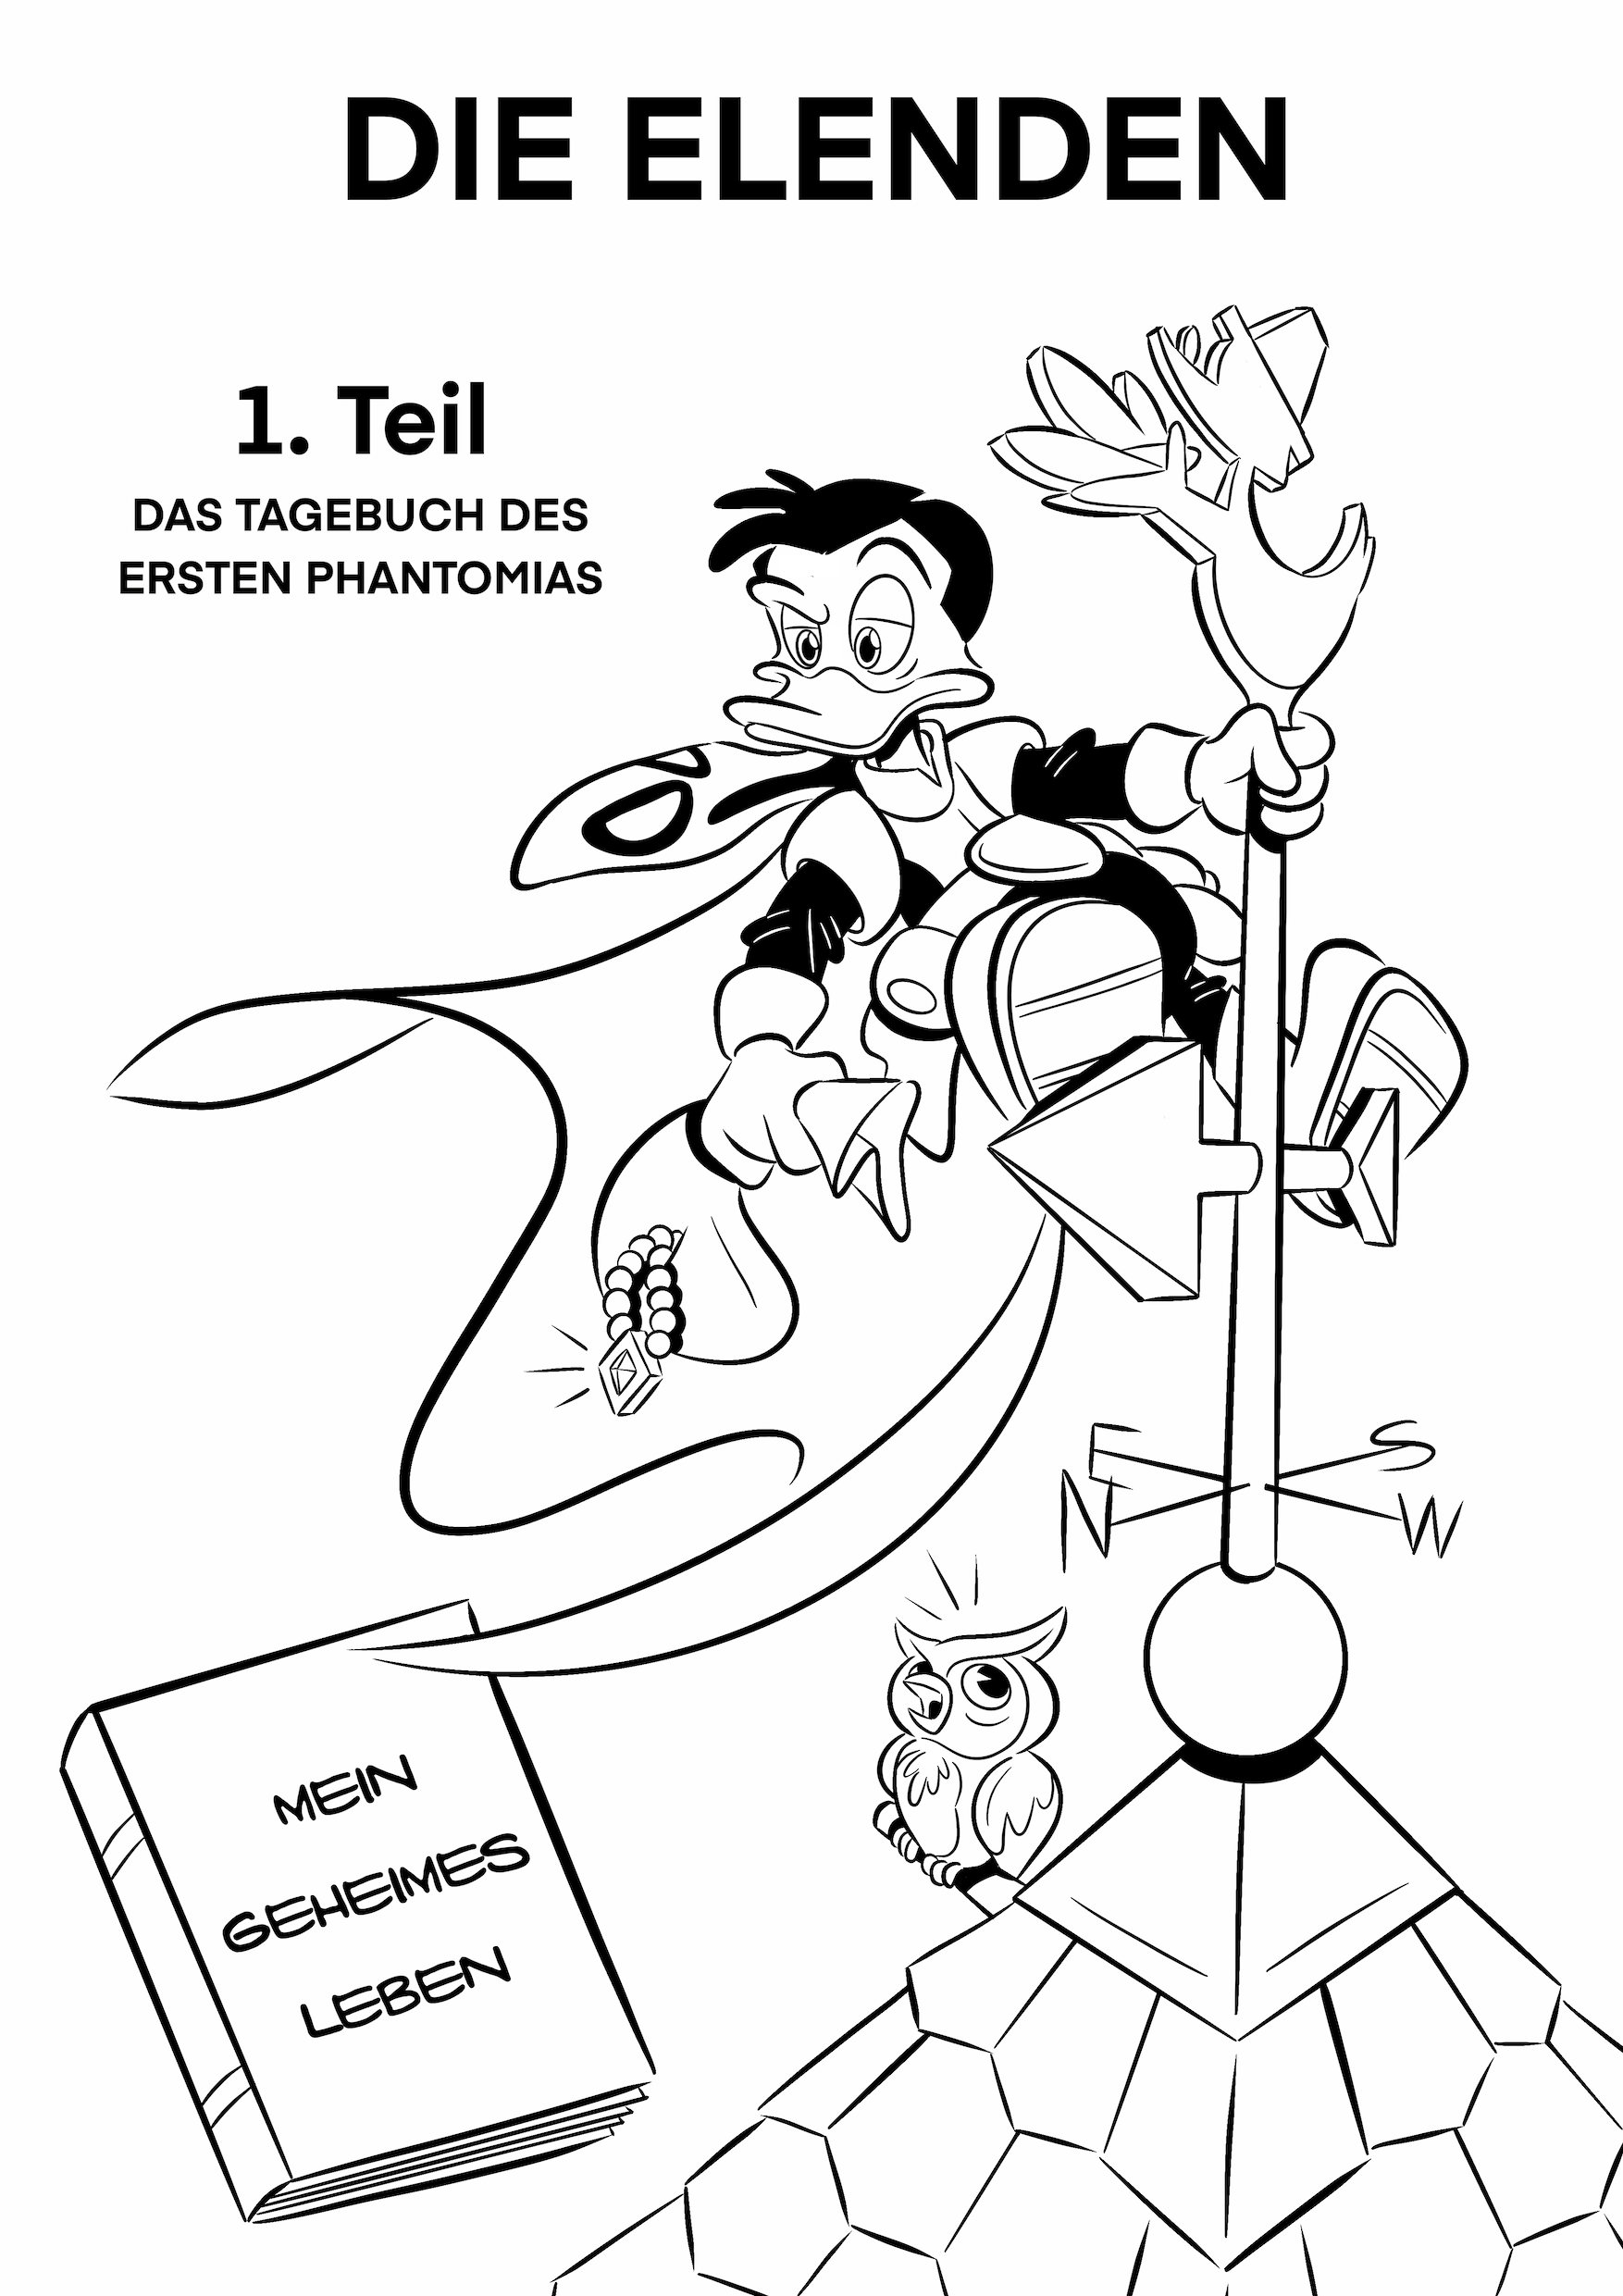 DIE ELENDEN
1. Teil
DAS TAGEBUCH DES
ERSTEN PHANTOMIAS
E S
N W
MEIN
GEHEIMES
LEBEN